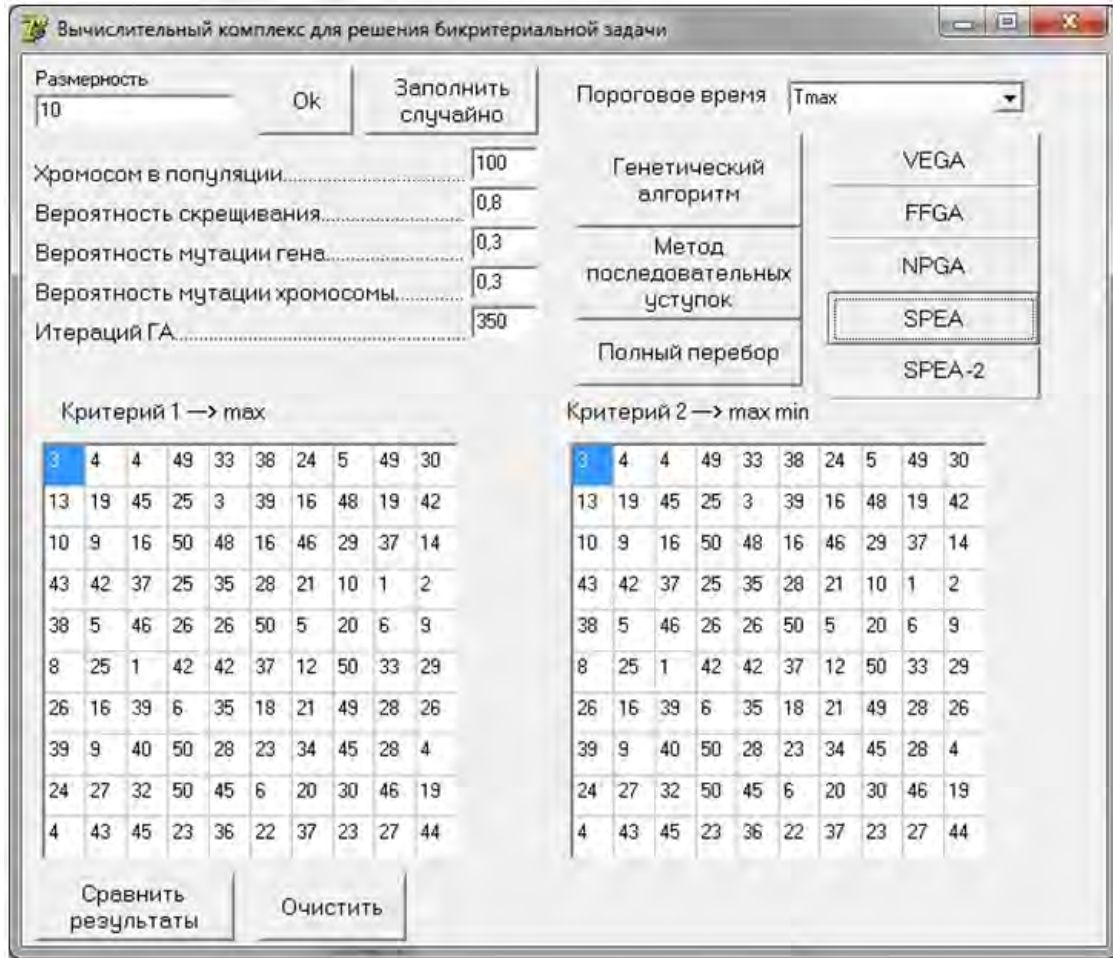 Вычислительный комплекс для решения бикритериальной задачи
Размерность
10
Ok
Заполнить
случайно
Пороговое время
Tmax
Хромосом в популяции
100
Вероятность скрещивания
0,8
Вероятность мутации гена
0,3
Вероятность мутации хромосомы
0,3
Итераций ГА
350
Генетический
алгоритм
Метод
последовательных
уступок
Полный перебор
VEGA
FFGA
NPGA
SPEA
SPEA-2
Критерий 1 —> max
3 4 4 49 33 38 24 5 49 30
13 19 45 25 3 39 16 48 19 42
10 9 16 50 48 16 46 29 37 14
43 42 37 25 35 28 21 10 1 2
38 5 46 26 26 50 5 20 6 9
8 25 1 42 42 37 12 50 33 29
26 16 39 6 35 18 21 49 28 26
39 9 40 50 28 23 34 45 28 4
24 27 32 50 45 6 20 30 46 19
4 43 45 23 36 22 37 23 27 44
Критерий 2 —> max min
3 4 4 49 33 38 24 5 49 30
13 19 45 25 3 39 16 48 19 42
10 9 16 50 48 16 46 29 37 14
43 42 37 25 35 28 21 10 1 2
38 5 46 26 26 50 5 20 6 9
8 25 1 42 42 37 12 50 33 29
26 16 39 6 35 18 21 49 28 26
39 9 40 50 28 23 34 45 28 4
24 27 32 50 45 6 20 30 46 19
4 43 45 23 36 22 37 23 27 44
Сравнить
результаты
Очистить